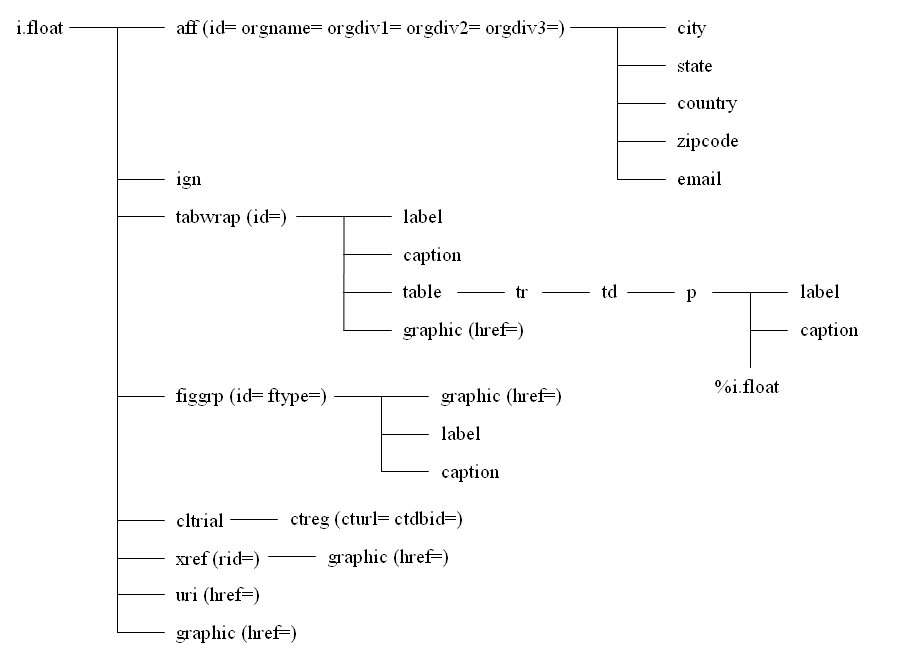 i.float aff (id= orgname= orgdiv1= orgdiv2= orgdiv3=) city
state
country
zipcode
ign email
tabwrap (id=) label
caption
table tr td p label
graphic (href=) caption
%i.float
figgrp (id= ftype=) graphic (href=)
label
caption
cltrial ctreg (cturl= ctdbid=)
xref (rid=) graphic (href=)
uri (href=)
graphic (href=)